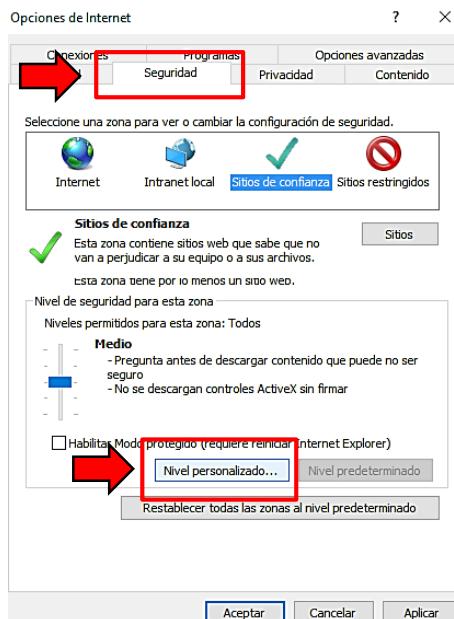 Opciones de Internet ? ×
Conexiones Programas Opciones avanzadas
Seguridad Privacidad Contenido
Seleccione una zona para ver o cambiar la configuración de seguridad.
Internet Intranet local Sitios de confianza Sitios restringidos
Sitios de confianza
Sitios
Esta zona contiene sitios web que sabe que no
van a perjudicar a su equipo o a sus archivos.
Esta zona tiene por lo menos un sitio web.
Nivel de seguridad para esta zona
Niveles permitidos para esta zona: Todos
Medio
- Pregunta antes de descargar contenido que puede no ser
seguro
- No se descargan controles ActiveX sin firmar
Habilitar Modo protegido (requiere reiniciar Internet Explorer)
Nivel personalizado... Nivel predeterminado
Restablecer todas las zonas al nivel predeterminado
Aceptar Cancelar Aplicar